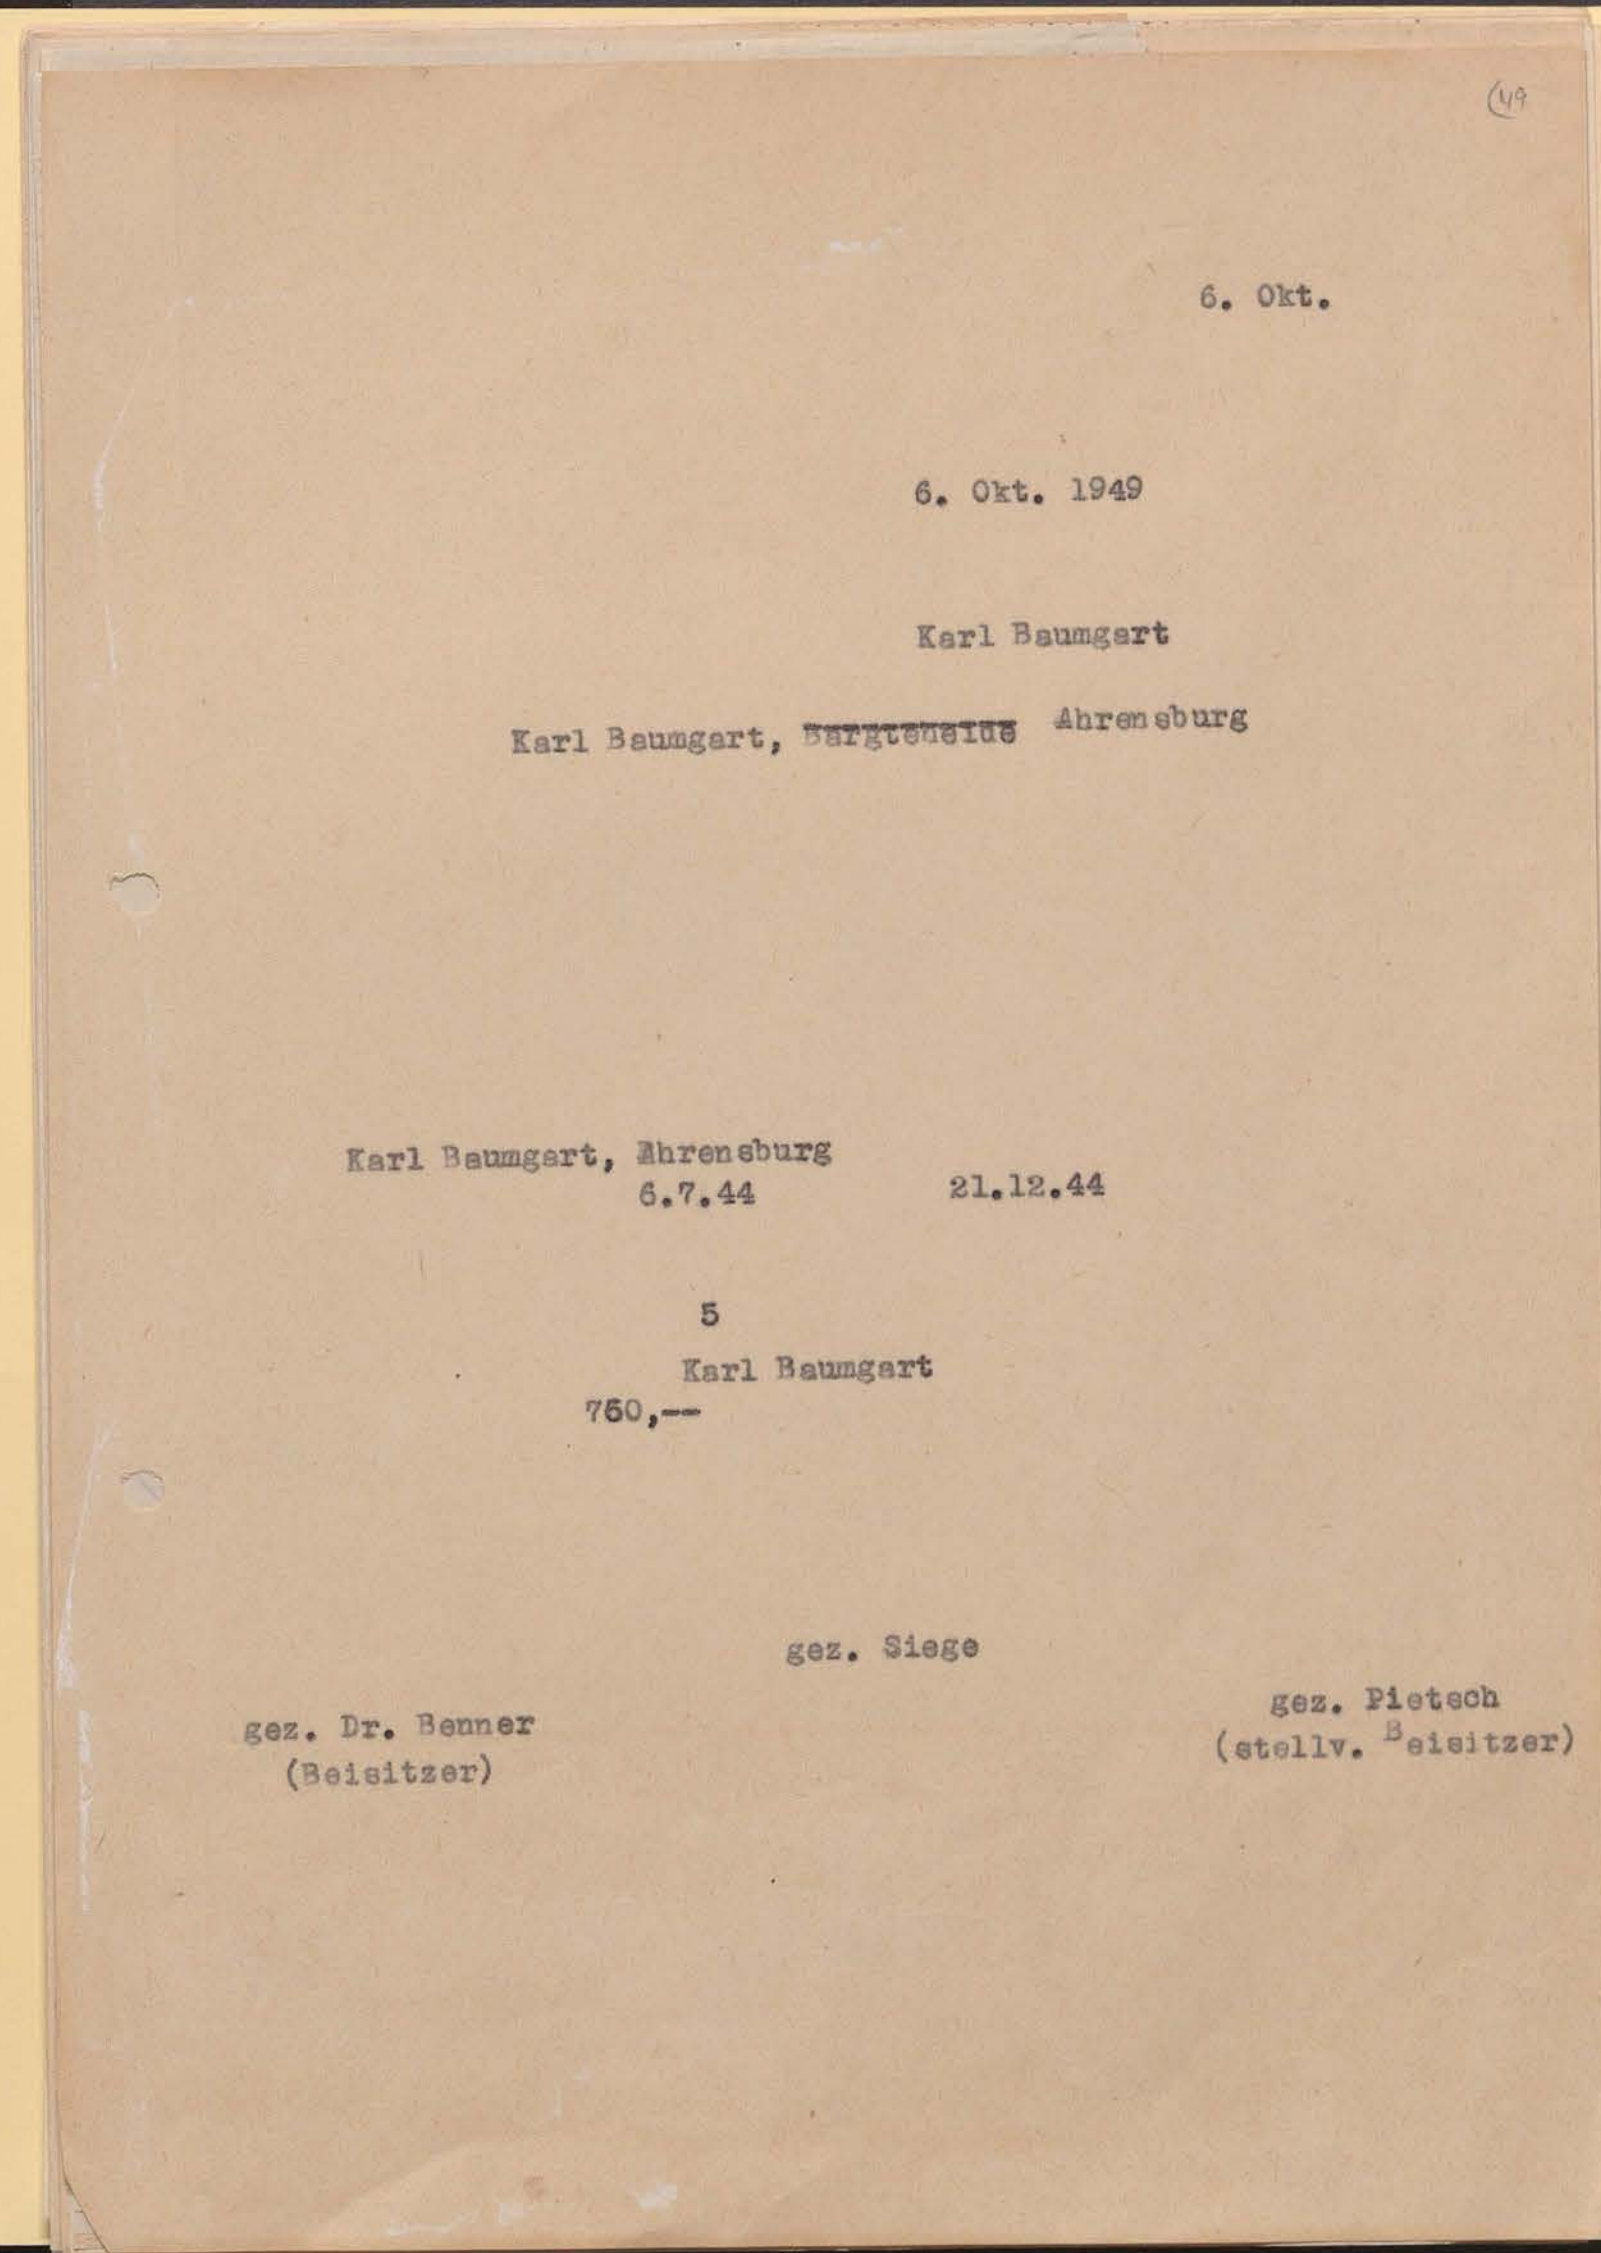 (49
6. Okt.
6. Okt. 1949
Karl Baumgart
Karl Baumgart, Bargteheide Ahrensburg
Karl Baumgart, Ahrensburg
6.7.44 21.12.44
5
Karl Baumgart
750,--
gez. Siege
gez. Pietsch
gez. Dr. Benner
(stellv. Beisitzer)
(Beisitzer)